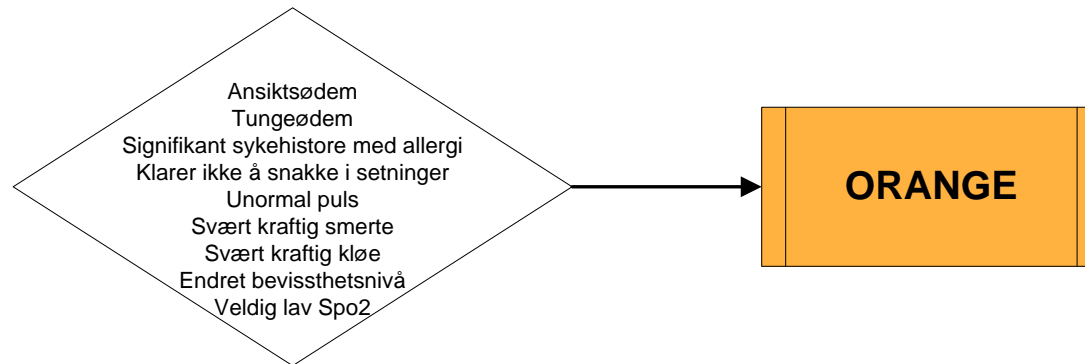 Ansiktsødem
Tungeødem
Signifikant sykehistore med allergi
Klarer ikke å snakke i setninger
Unormal puls
Svært kraftig smerte
Svært kraftig kløe
Endret bevissthetsnivå
Veldig lav Spo2
ORANGE